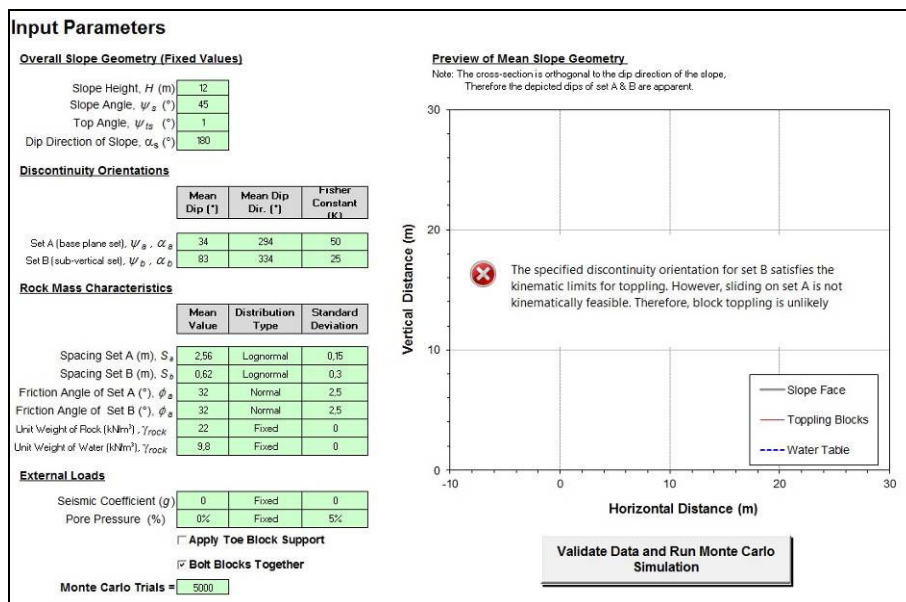 Input Parameters
Overall Slope Geometry (Fixed Values)
Slope Height, H (m) 12
Slope Angle, ψs (°) 45
Top Angle, ψts (°) 1
Dip Direction of Slope, αs (°) 180
Discontinuity Orientations
Mean Dip (°) Mean Dip Dir. (°) Fisher Constant (K)
Set A (base plane set), ψa , αa 34 294 50
Set B (sub-vertical set), ψb , αb 83 334 25
Rock Mass Characteristics
Mean Value Distribution Type Standard Deviation
Spacing Set A (m), Sa 2,56 Lognormal 0,15
Spacing Set B (m), Sb 0,62 Lognormal 0,3
Friction Angle of Set A (°), ϕa 32 Normal 2,5
Friction Angle of Set B (°), ϕa 32 Normal 2,5
Unit Weight of Rock (kN/m³) , γrock 22 Fixed 0
Unit Weight of Water (kN/m³), γrock 9,8 Fixed 0
External Loads
Seismic Coefficient (g) 0 Fixed 0
Pore Pressure (%) 0% Fixed 5%
Apply Toe Block Support
Bolt Blocks Together
Monte Carlo Trials = 5000
Preview of Mean Slope Geometry
Note: The cross-section is orthogonal to the dip direction of the slope,
Therefore the depicted dips of set A & B are apparent.
30
20
10
0
Vertical Distance (m)
The specified discontinuity orientation for set B satisfies the
kinematic limits for toppling. However, sliding on set A is not
kinematically feasible. Therefore, block toppling is unlikely
Slope Face
Toppling Blocks
Water Table
-10 0 10 20 30
Horizontal Distance (m)
Validate Data and Run Monte Carlo
Simulation